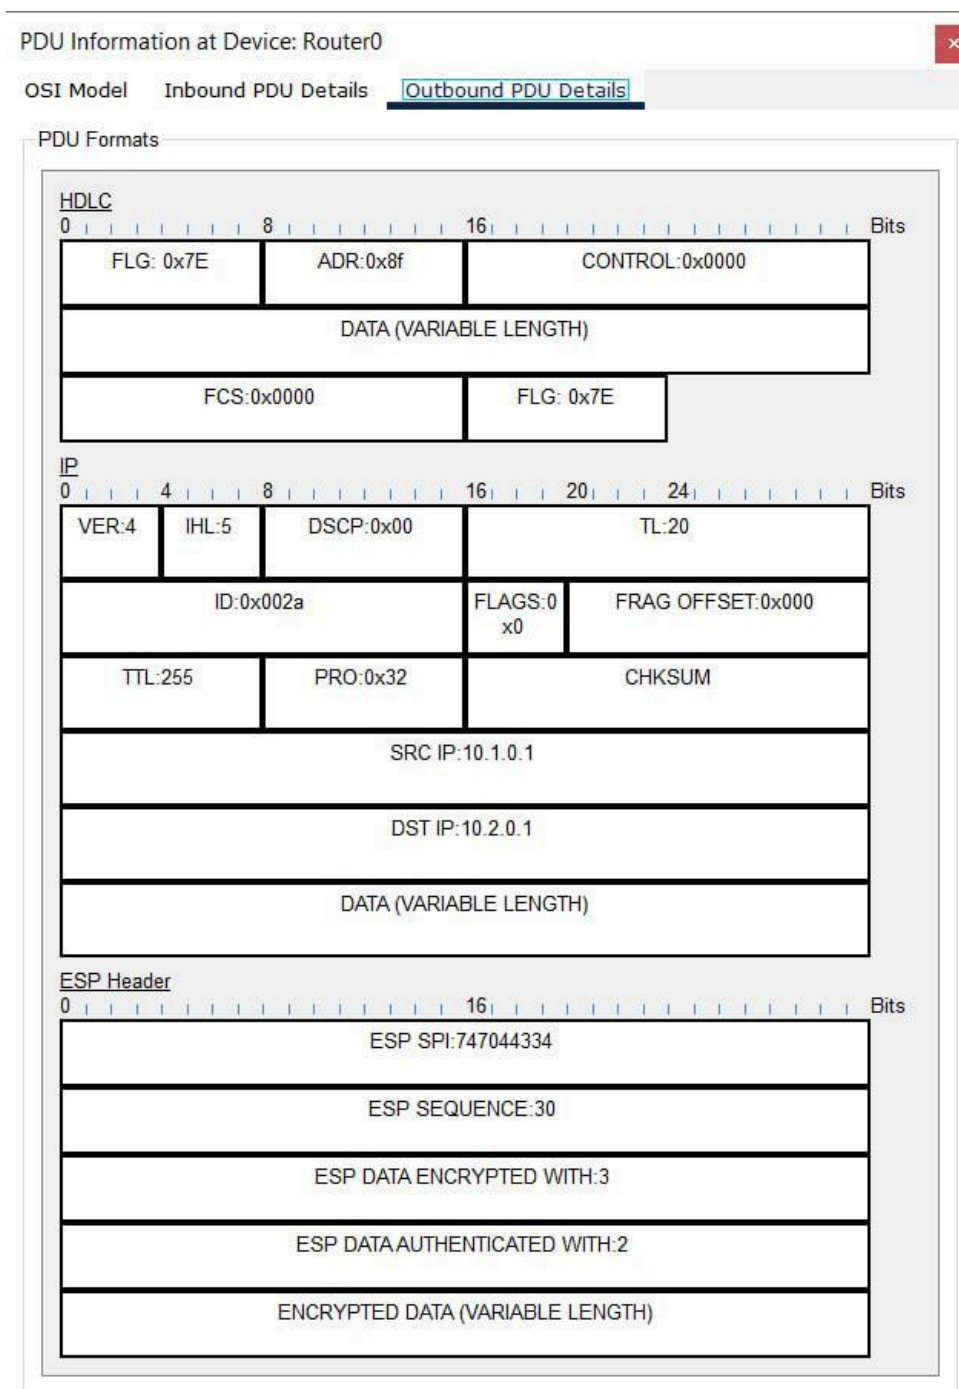 PDU Information at Device: Router0
x
OSI Model Inbound PDU Details Outbound PDU Details
PDU Formats
HDLC
0 8 16 Bits
FLG: 0x7E ADR:0x8f CONTROL:0x0000
DATA (VARIABLE LENGTH)
FCS:0x0000 FLG: 0x7E
IP
0 4 8 16 20 24 Bits
VER:4 IHL:5 DSCP:0x00 TL:20
ID:0x002a FLAGS:0 FRAG OFFSET:0x000
x0
TTL:255 PRO:0x32 CHKSUM
SRC IP:10.1.0.1
DST IP:10.2.0.1
DATA (VARIABLE LENGTH)
ESP Header
0 16 Bits
ESP SPI:747044334
ESP SEQUENCE:30
ESP DATA ENCRYPTED WITH:3
ESP DATA AUTHENTICATED WITH:2
ENCRYPTED DATA (VARIABLE LENGTH)